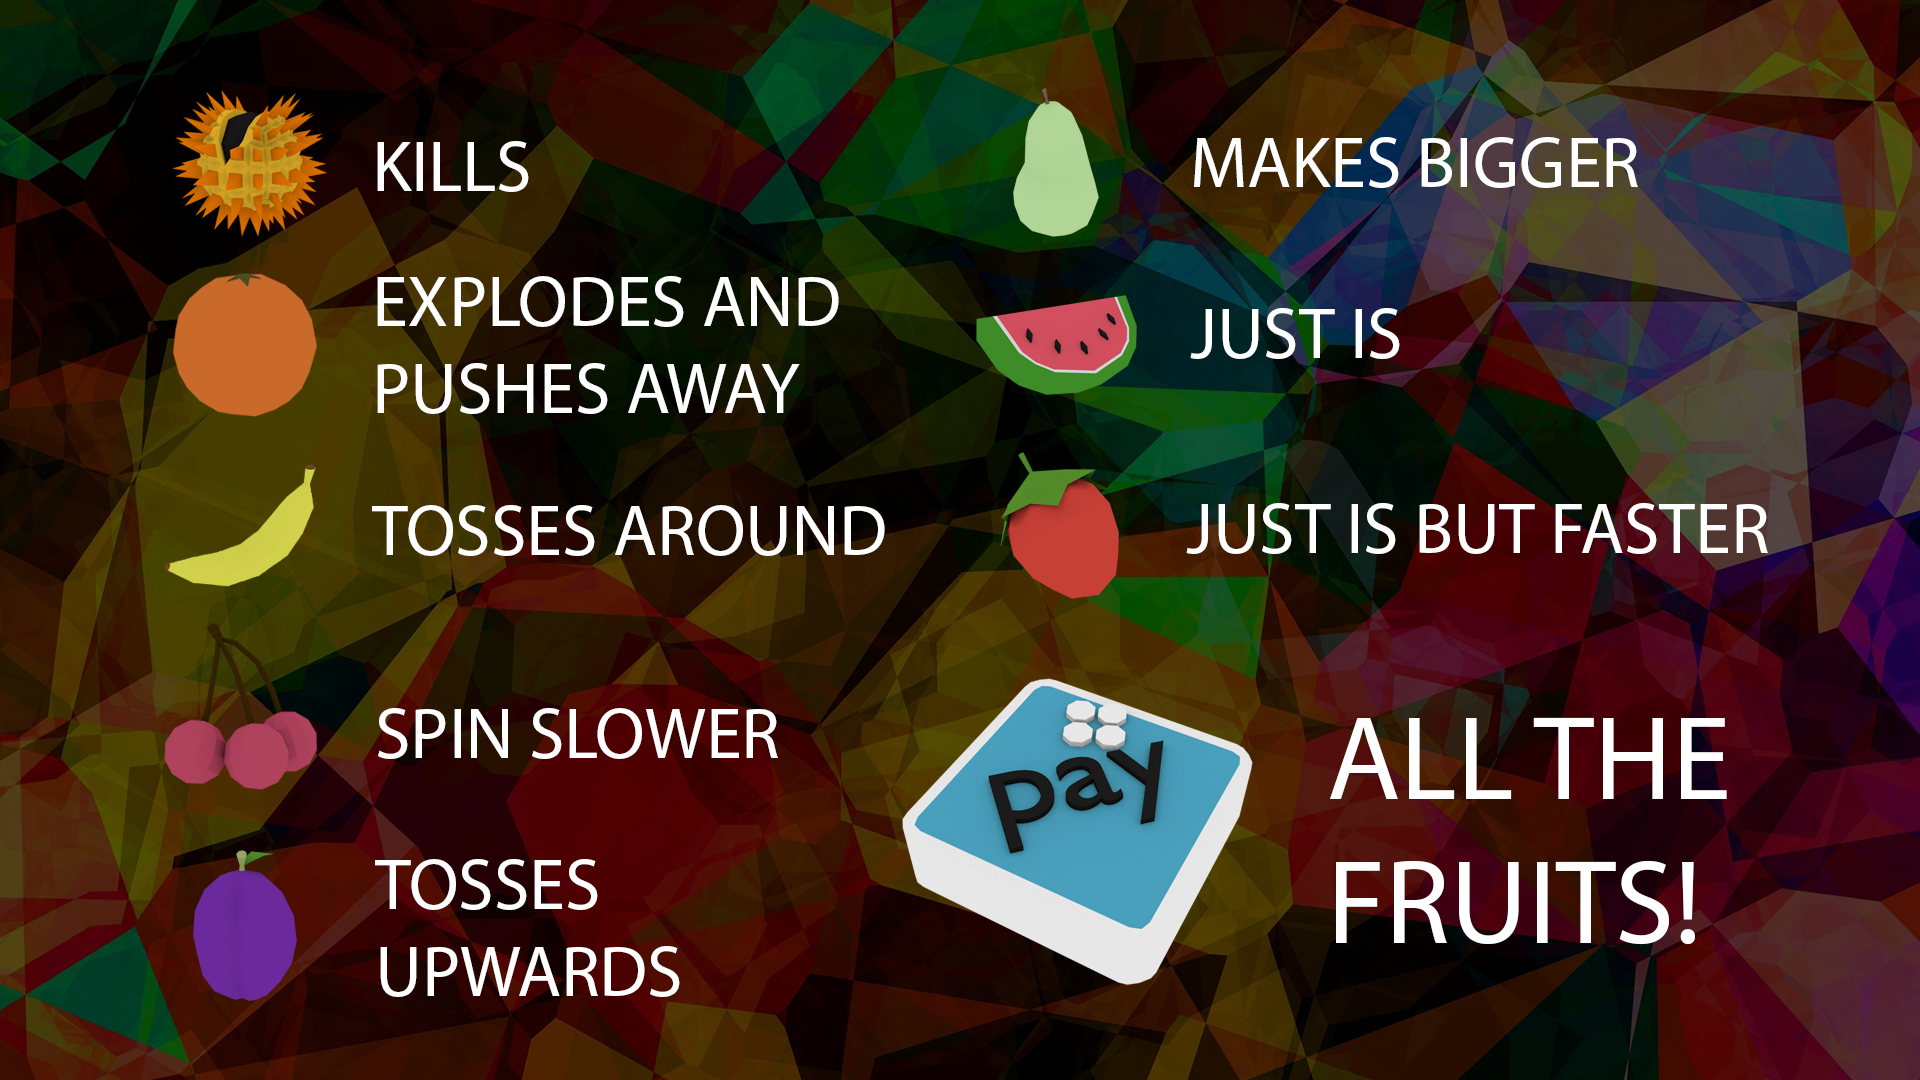 KILLS
EXPLODES AND
PUSHES AWAY
TOSSES AROUND
SPIN SLOWER
TOSSES
UPWARDS
MAKES BIGGER
JUST IS
JUST IS BUT FASTER
pay
ALL THE
FRUITS!